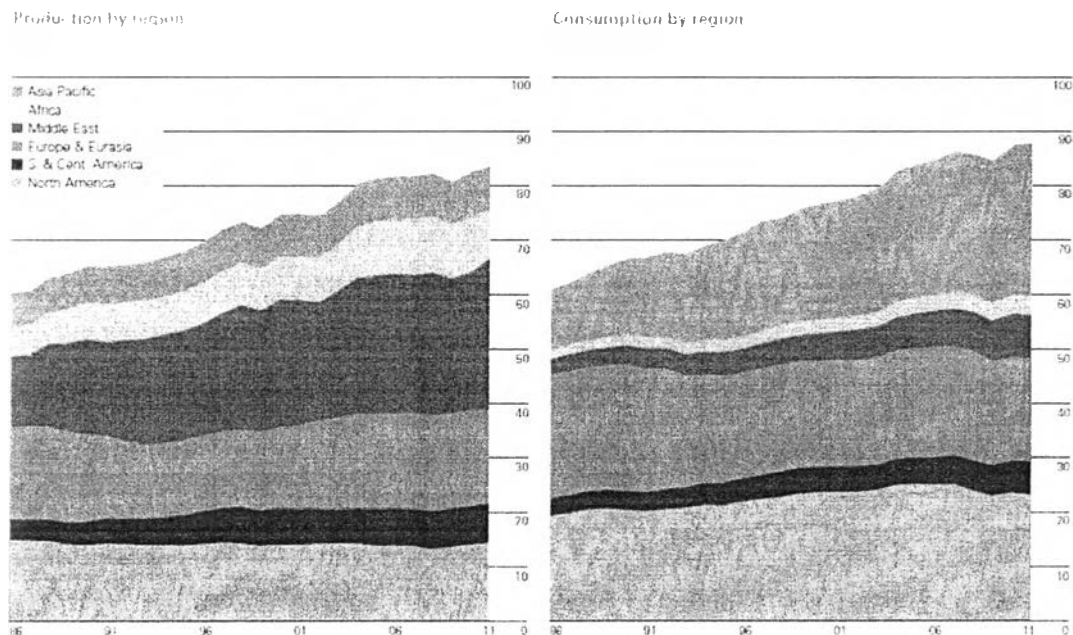 Production by region
100
Asia Pacific
Africa
Middle East
Europe & Eurasia
S. & Cent. America
North America
90
80
70
60
50
40
30
20
10
86 91 96 01 06 11 0
Consumption by region
100
90
80
70
60
50
40
30
20
10
86 91 96 01 06 11 0